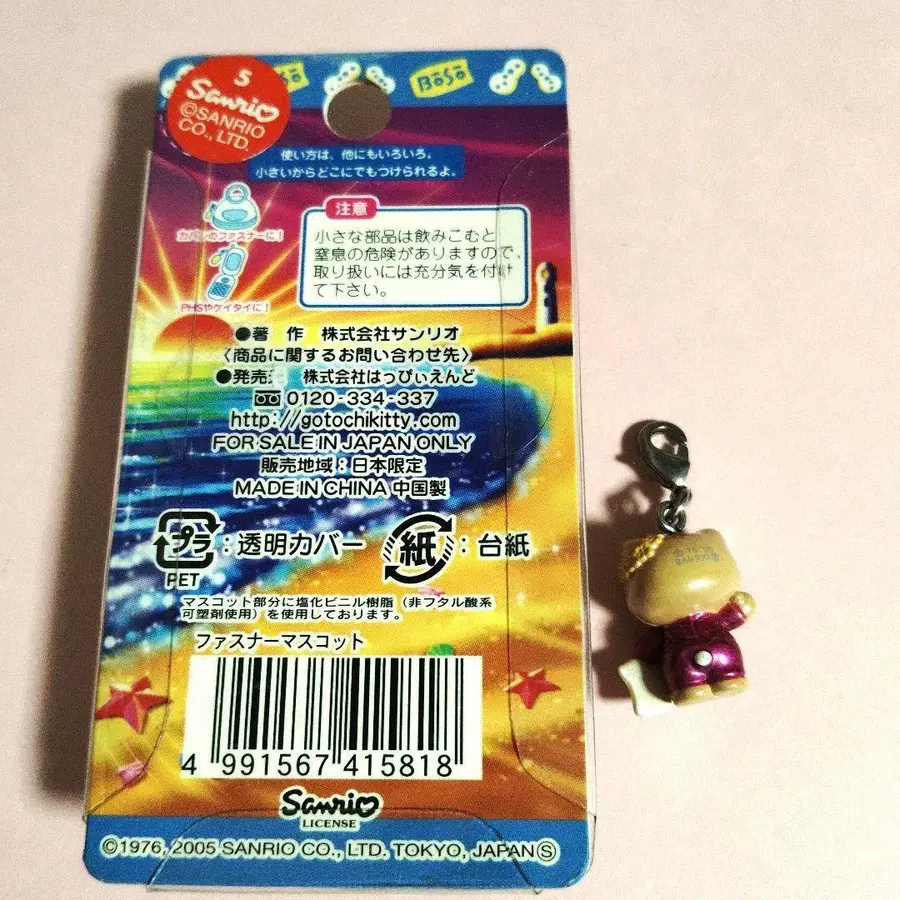 5
Sanrio
©SANRIO
CO., LTD.
BōSō
使い方は、他にもいろいろ。
小さいからどこにでもつけられるよ。
カバンのファスナーに!
PHSやケイタイに!
注意
小さな部品は飲みこむと
窒息の危険がありますので、
取り扱いには充分気を付け
て下さい。
●著 作 株式会社サンリオ
〈商品に関するお問い合わせ先〉
●発売 株式会社はっぴぃえんど
0120-334-337
http://gotochikitty.com
FOR SALE IN JAPAN ONLY
販売地域:日本限定
MADE IN CHINA 中国製
プラ:透明カバー 紙:台紙
PET
マスコット部分に塩化ビニル樹脂(非フタル酸系
可塑剤使用)を使用しております。
ファスナーマスコット
4 991567 415818
Sanrio
LICENSE
©1976, 2005 SANRIO CO., LTD. TOKYO, JAPAN Ⓢ